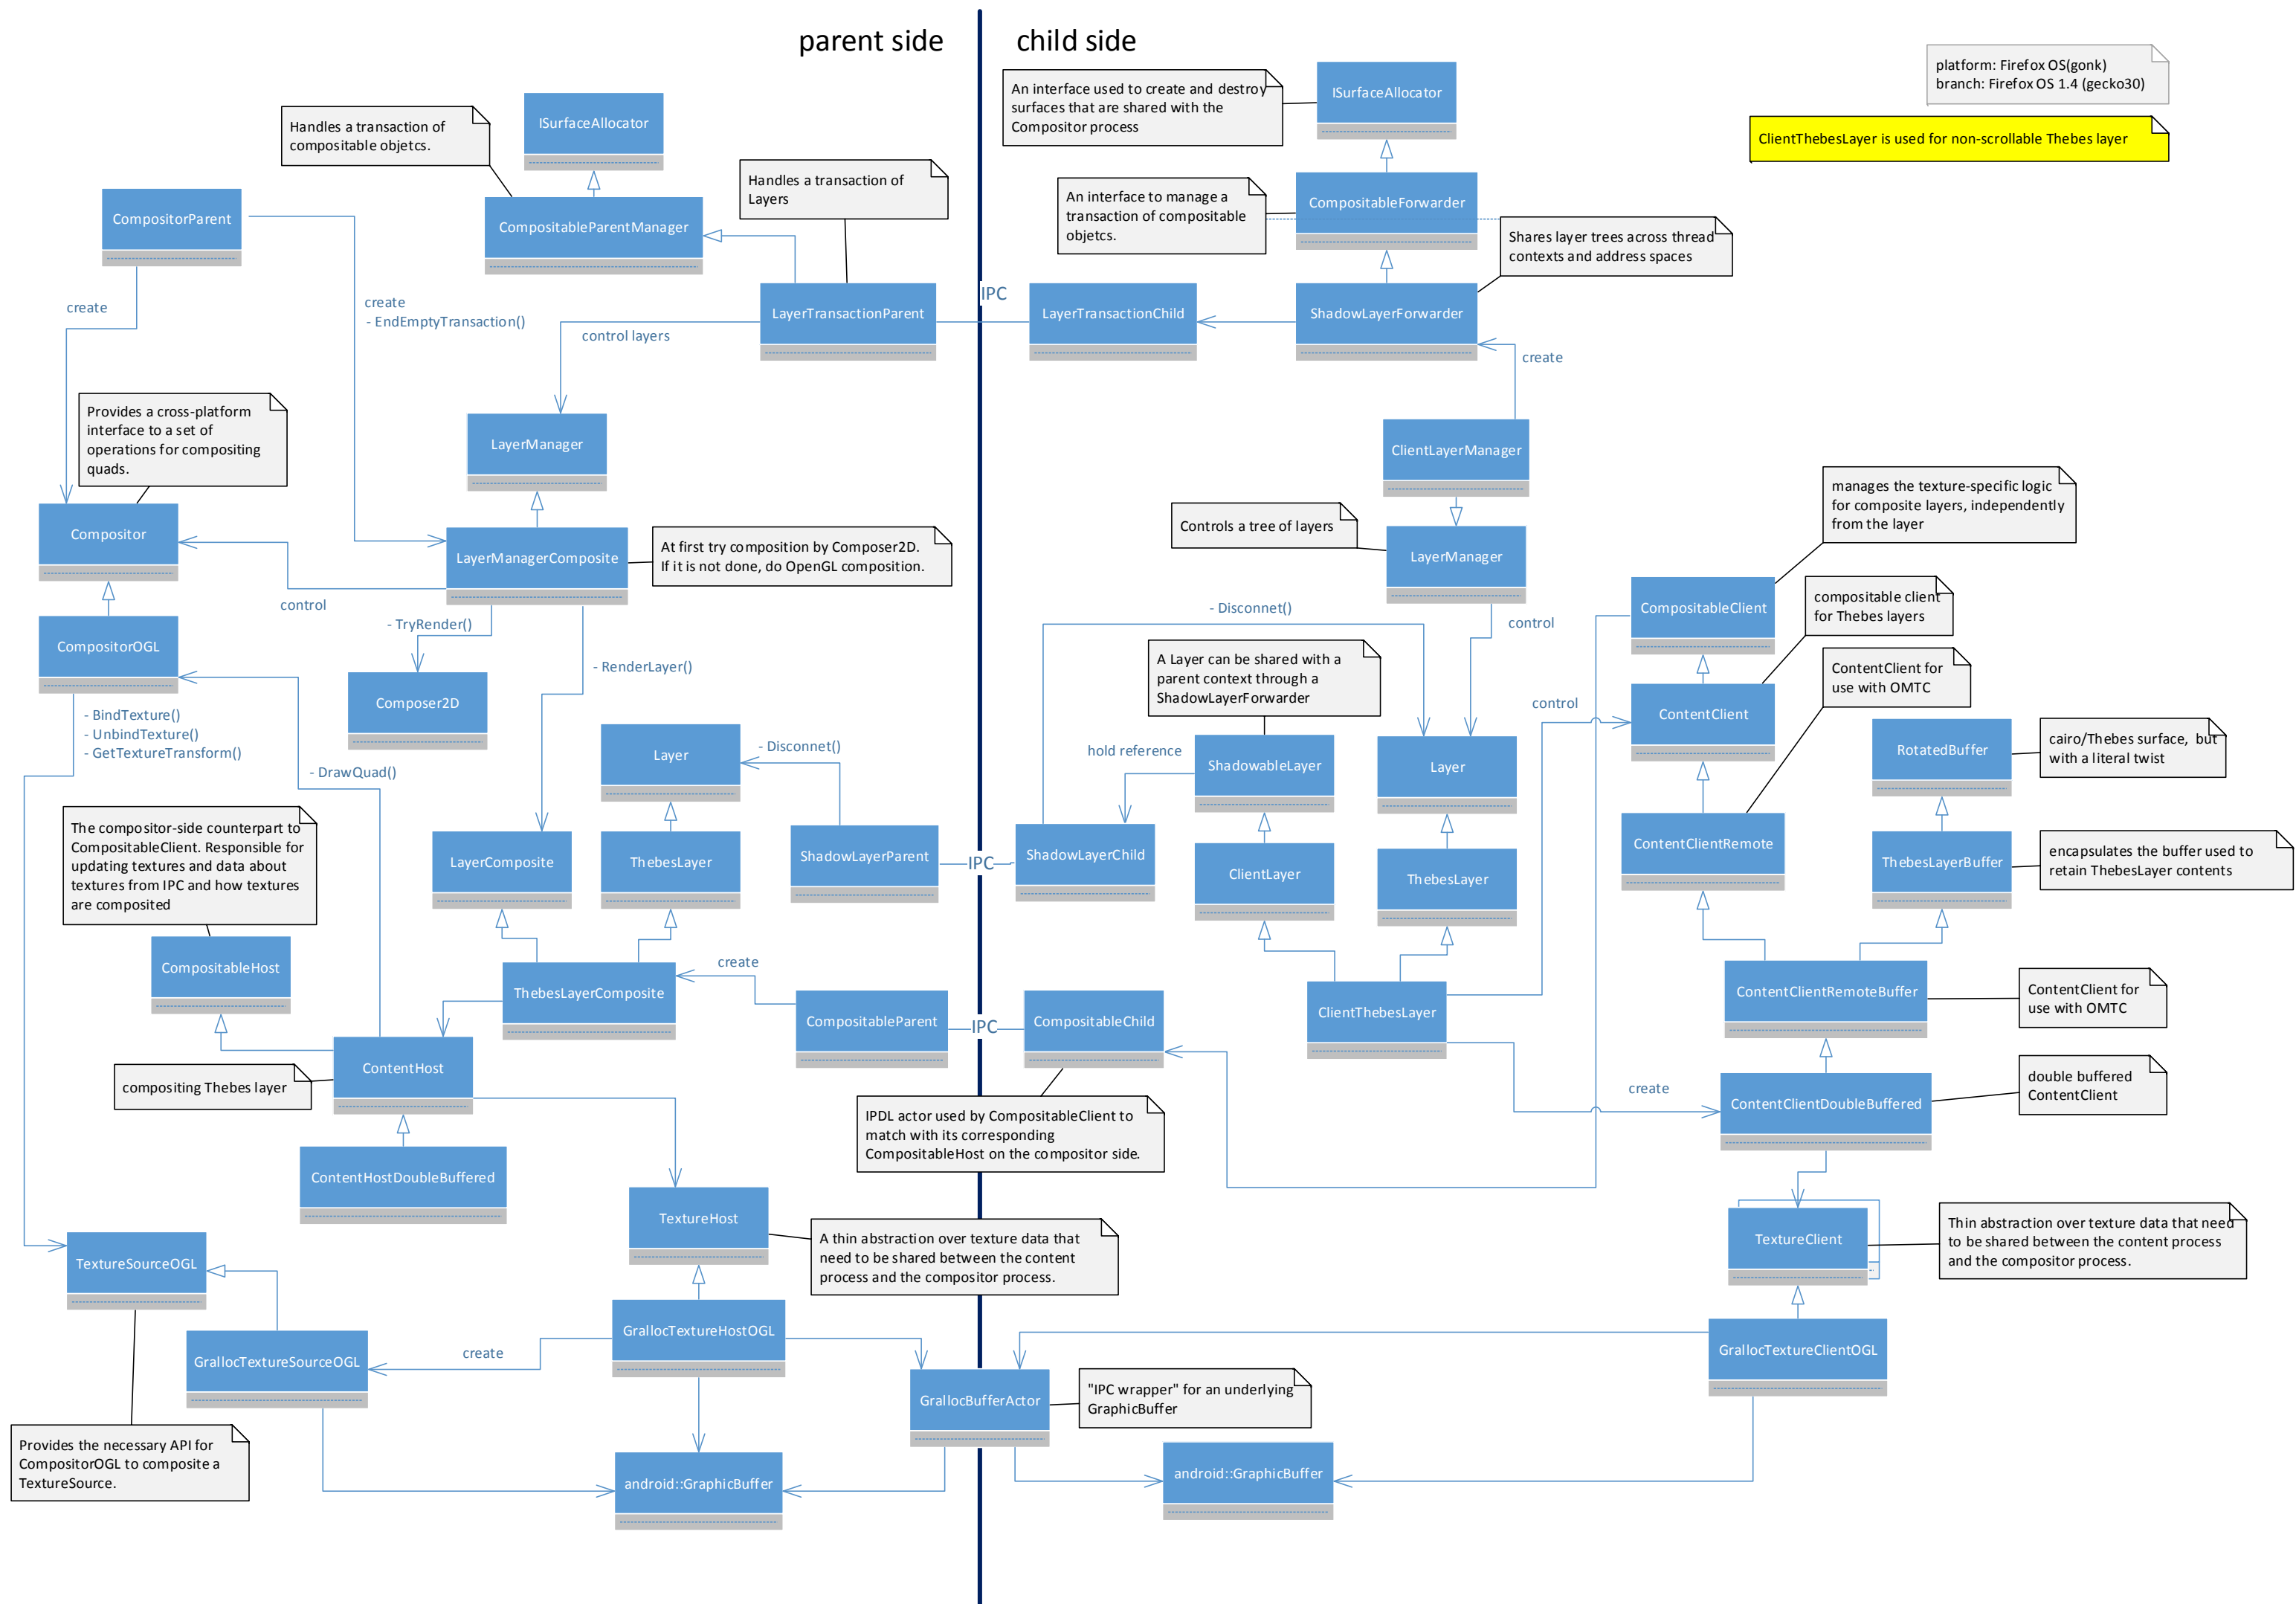 parent side
child side
platform: Firefox OS(gonk)
branch: Firefox OS 1.4 (gecko30)
ClientThebesLayer is used for non-scrollable Thebes layer
Handles a transaction of
compositable objetcs.
ISurfaceAllocator
Handles a transaction of
Layers
CompositorParent
CompositableParentManager
create
create
- EndEmptyTransaction()
LayerTransactionParent
control layers
IPC
Provides a cross-platform
interface to a set of
operations for compositing
quads.
LayerManager
Compositor
LayerManagerComposite
At first try composition by Composer2D.
If it is not done, do OpenGL composition.
control
- TryRender()
CompositorOGL
- RenderLayer()
Composer2D
- BindTexture()
- UnbindTexture()
- GetTextureTransform()
- DrawQuad()
Layer
- Disconnet()
The compositor-side counterpart to
CompositableClient. Responsible for
updating textures and data about
textures from IPC and how textures
are composited
LayerComposite
ThebesLayer
ShadowLayerParent
IPC
CompositableHost
ThebesLayerComposite
create
CompositableParent
IPC
ContentHost
compositing Thebes layer
ContentHostDoubleBuffered
TextureHost
A thin abstraction over texture data that
need to be shared between the content
process and the compositor process.
TextureSourceOGL
GrallocTextureSourceOGL
create
GrallocTextureHostOGL
Provides the necessary API for
CompositorOGL to composite a
TextureSource.
android::GraphicBuffer
GrallocBufferActor
"IPC wrapper" for an underlying
GraphicBuffer
android::GraphicBuffer
An interface used to create and destroy
surfaces that are shared with the
Compositor process
ISurfaceAllocator
An interface to manage a
transaction of compositable
objetcs.
CompositableForwarder
Shares layer trees across thread
contexts and address spaces
LayerTransactionChild
ShadowLayerForwarder
create
ClientLayerManager
Controls a tree of layers
LayerManager
- Disconnet()
control
A Layer can be shared with a
parent context through a
ShadowLayerForwarder
hold reference
ShadowableLayer
Layer
ShadowLayerChild
ClientLayer
ThebesLayer
CompositableChild
ClientThebesLayer
IPDL actor used by CompositableClient to
match with its corresponding
CompositableHost on the compositor side.
manages the texture-specific logic
for composite layers, independently
from the layer
CompositableClient
compositable client
for Thebes layers
ContentClient for
use with OMTC
control
ContentClient
RotatedBuffer
cairo/Thebes surface,  but
with a literal twist
ContentClientRemote
ThebesLayerBuffer
encapsulates the buffer used to
retain ThebesLayer contents
ContentClientRemoteBuffer
ContentClient for
use with OMTC
create
ContentClientDoubleBuffered
double buffered
ContentClient
TextureClient
Thin abstraction over texture data that need
to be shared between the content process
and the compositor process.
GrallocTextureClientOGL